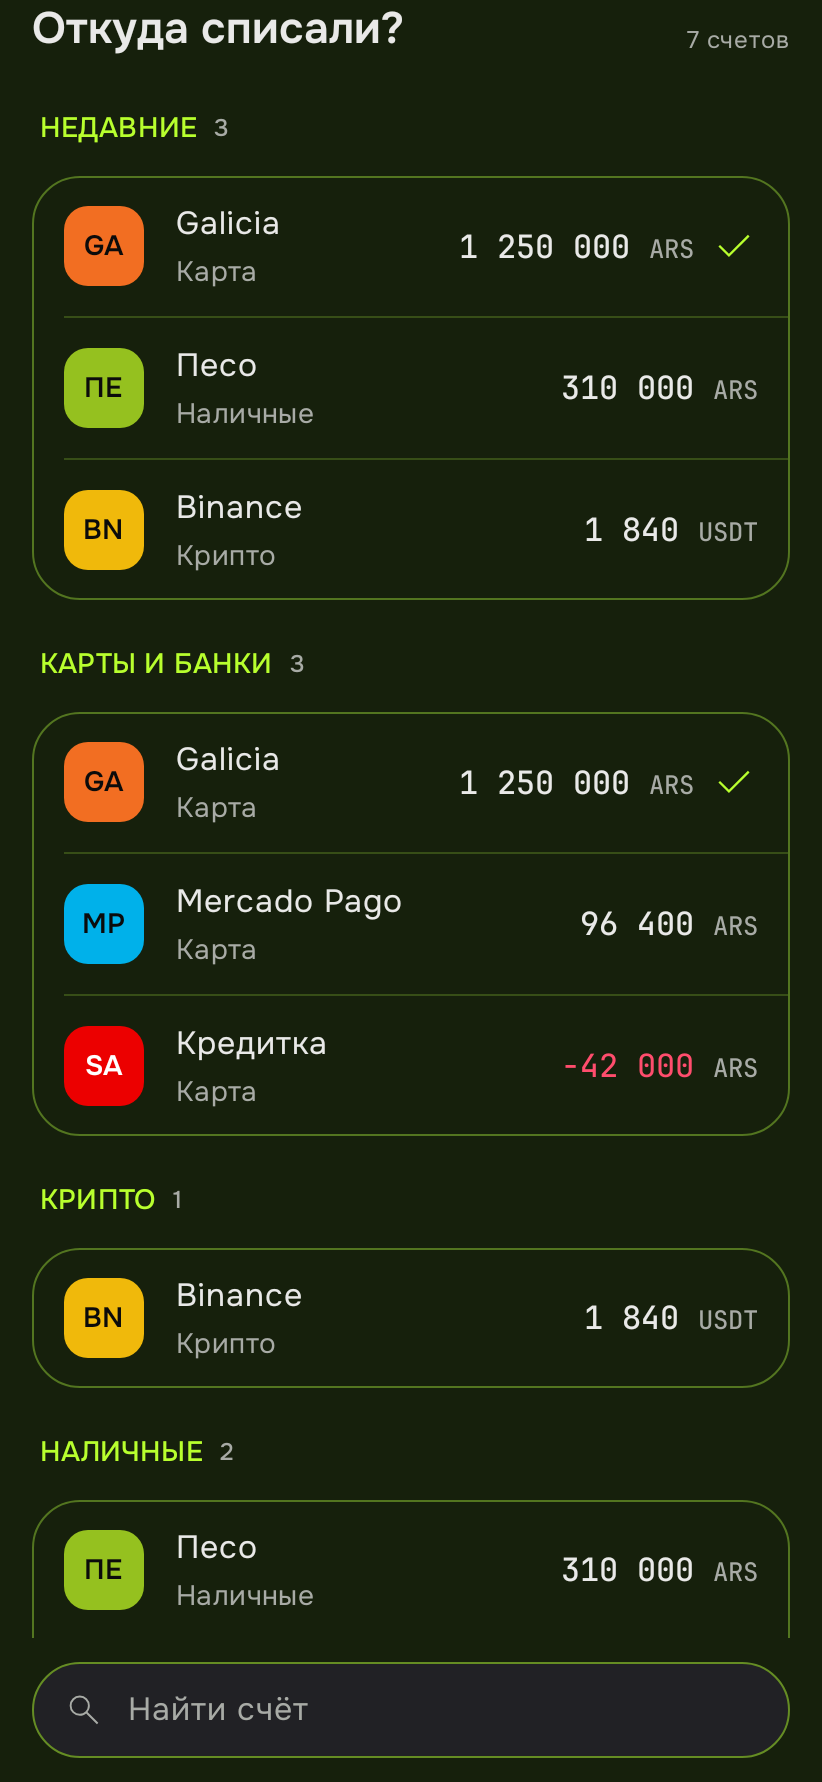 Откуда списали?
7 счетов
НЕДАВНИЕ 3
GA Galicia 1 250 000 ARS
Карта
ПЕ Песо 310 000 ARS
Наличные
BN Binance 1 840 USDT
Крипто
КАРТЫ И БАНКИ 3
GA Galicia 1 250 000 ARS
Карта
MP Mercado Pago 96 400 ARS
Карта
SA Кредитка -42 000 ARS
Карта
КРИПТО 1
BN Binance 1 840 USDT
Крипто
НАЛИЧНЫЕ 2
ПЕ Песо 310 000 ARS
Наличные
Найти счёт